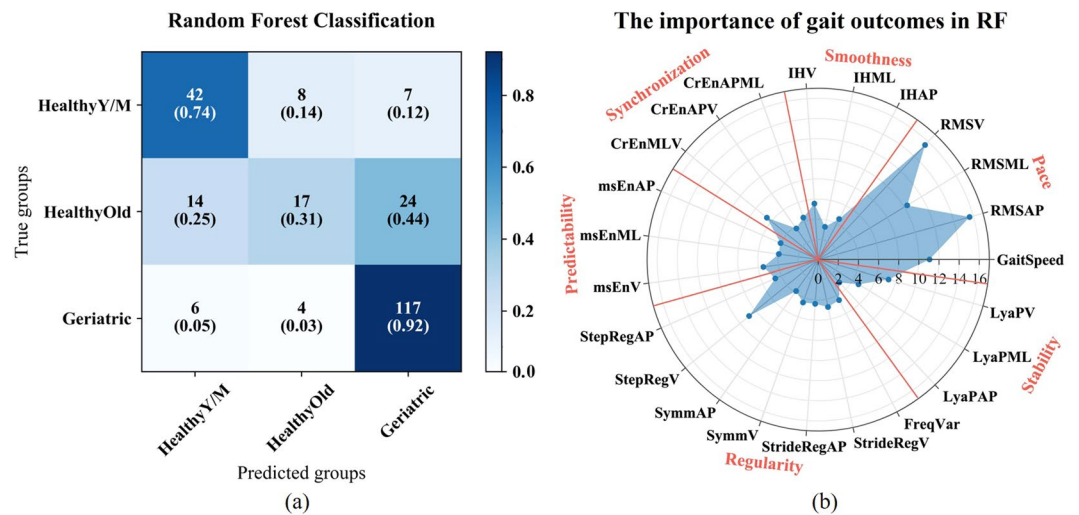 Random Forest Classification
HealthyY/M
HealthyOld
Geriatric
True groups
42
(0.74)
8
(0.14)
7
(0.12)
14
(0.25)
17
(0.31)
24
(0.44)
6
(0.05)
4
(0.03)
117
(0.92)
HealthyY/M
HealthyOld
Geriatric
Predicted groups
0.8
0.6
0.4
0.2
0.0
(a)
The importance of gait outcomes in RF
Synchronization
Smoothness
Pace
Stability
Regularity
Predictability
IHV
IHML
IHAP
RMSV
RMSML
RMSAP
GaitSpeed
LyaPV
LyaPML
LyaPAP
FreqVar
StrideRegV
StrideRegAP
SymmV
SymmAP
StepRegV
StepRegAP
msEnV
msEnML
msEnAP
CrEnMLV
CrEnAPV
CrEnAPML
0 2 4 6 8 10 12 14 16
(b)